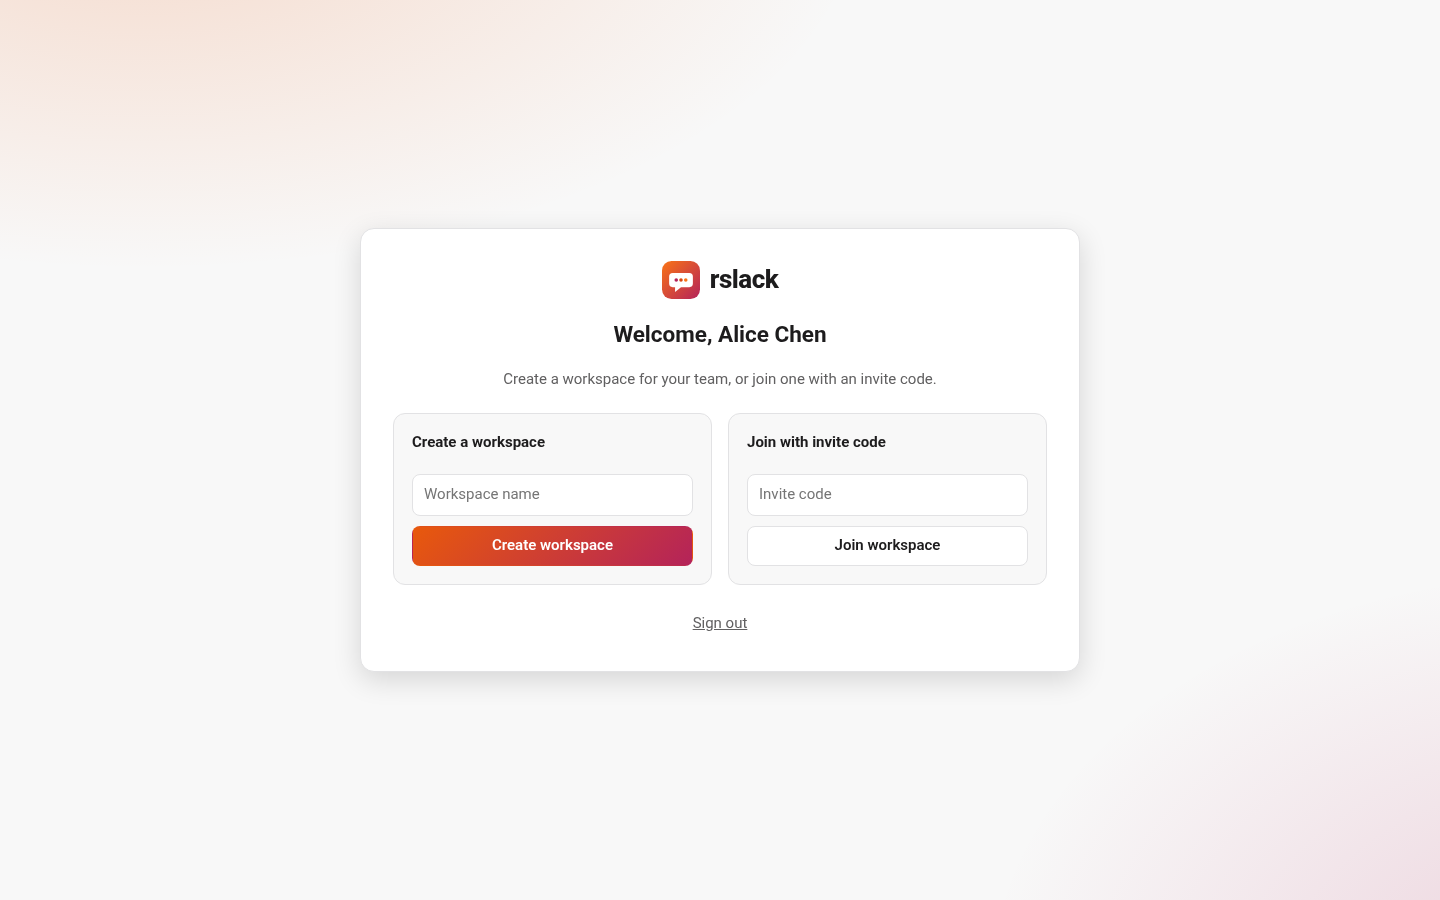 rslack
Welcome, Alice Chen
Create a workspace for your team, or join one with an invite code.
Create a workspace
Workspace name
Create workspace
Join with invite code
Invite code
Join workspace
Sign out